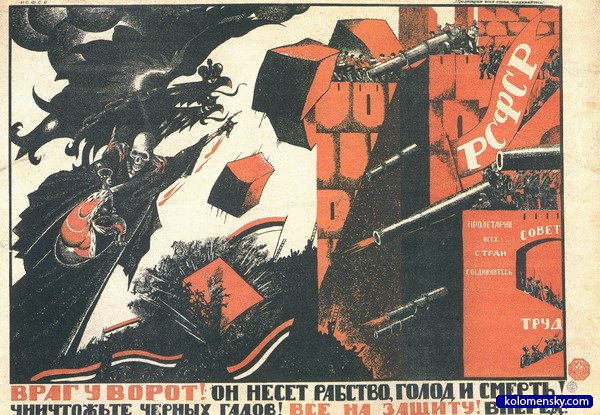 Р·С·Ф·С·Р
"Пролетарии всех стран, соединяйтесь!"
РСФСР
ПРОЛЕТАРИИ
ВСЕХ
СТРАН
СОЕДИНЯЙТЕСЬ
СОВЕТ
ТРУД
ВРАГ У ВОРОТ! ОН НЕСЕТ РАБСТВО, ГОЛОД И СМЕРТЬ!
УНИЧТОЖЬТЕ ЧЕРНЫХ ГАДОВ! ВСЕ НА ЗАЩИТУ! ВПЕРЕД.
kolomensky.com